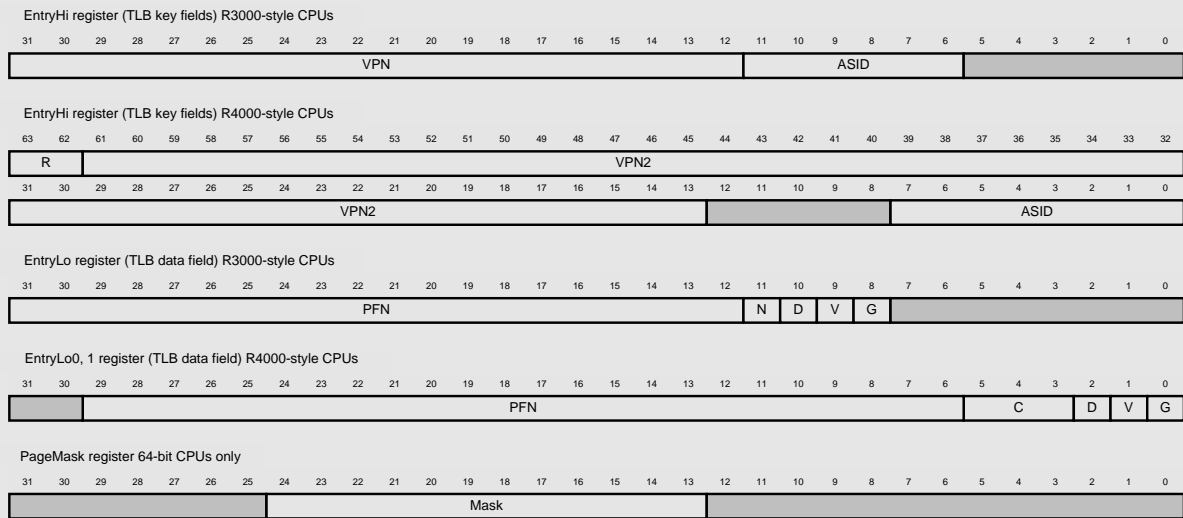 EntryHi register (TLB key fields) R3000-style CPUs
31 30 29 28 27 26 25 24 23 22 21 20 19 18 17 16 15 14 13 12 11 10 9 8 7 6 5 4 3 2 1 0
VPN ASID
EntryHi register (TLB key fields) R4000-style CPUs
63 62 61 60 59 58 57 56 55 54 53 52 51 50 49 48 47 46 45 44 43 42 41 40 39 38 37 36 35 34 33 32
R VPN2
31 30 29 28 27 26 25 24 23 22 21 20 19 18 17 16 15 14 13 12 11 10 9 8 7 6 5 4 3 2 1 0
VPN2 ASID
EntryLo register (TLB data field) R3000-style CPUs
31 30 29 28 27 26 25 24 23 22 21 20 19 18 17 16 15 14 13 12 11 10 9 8 7 6 5 4 3 2 1 0
PFN N D V G
EntryLo0, 1 register (TLB data field) R4000-style CPUs
31 30 29 28 27 26 25 24 23 22 21 20 19 18 17 16 15 14 13 12 11 10 9 8 7 6 5 4 3 2 1 0
PFN C D V G
PageMask register 64-bit CPUs only
31 30 29 28 27 26 25 24 23 22 21 20 19 18 17 16 15 14 13 12 11 10 9 8 7 6 5 4 3 2 1 0
Mask